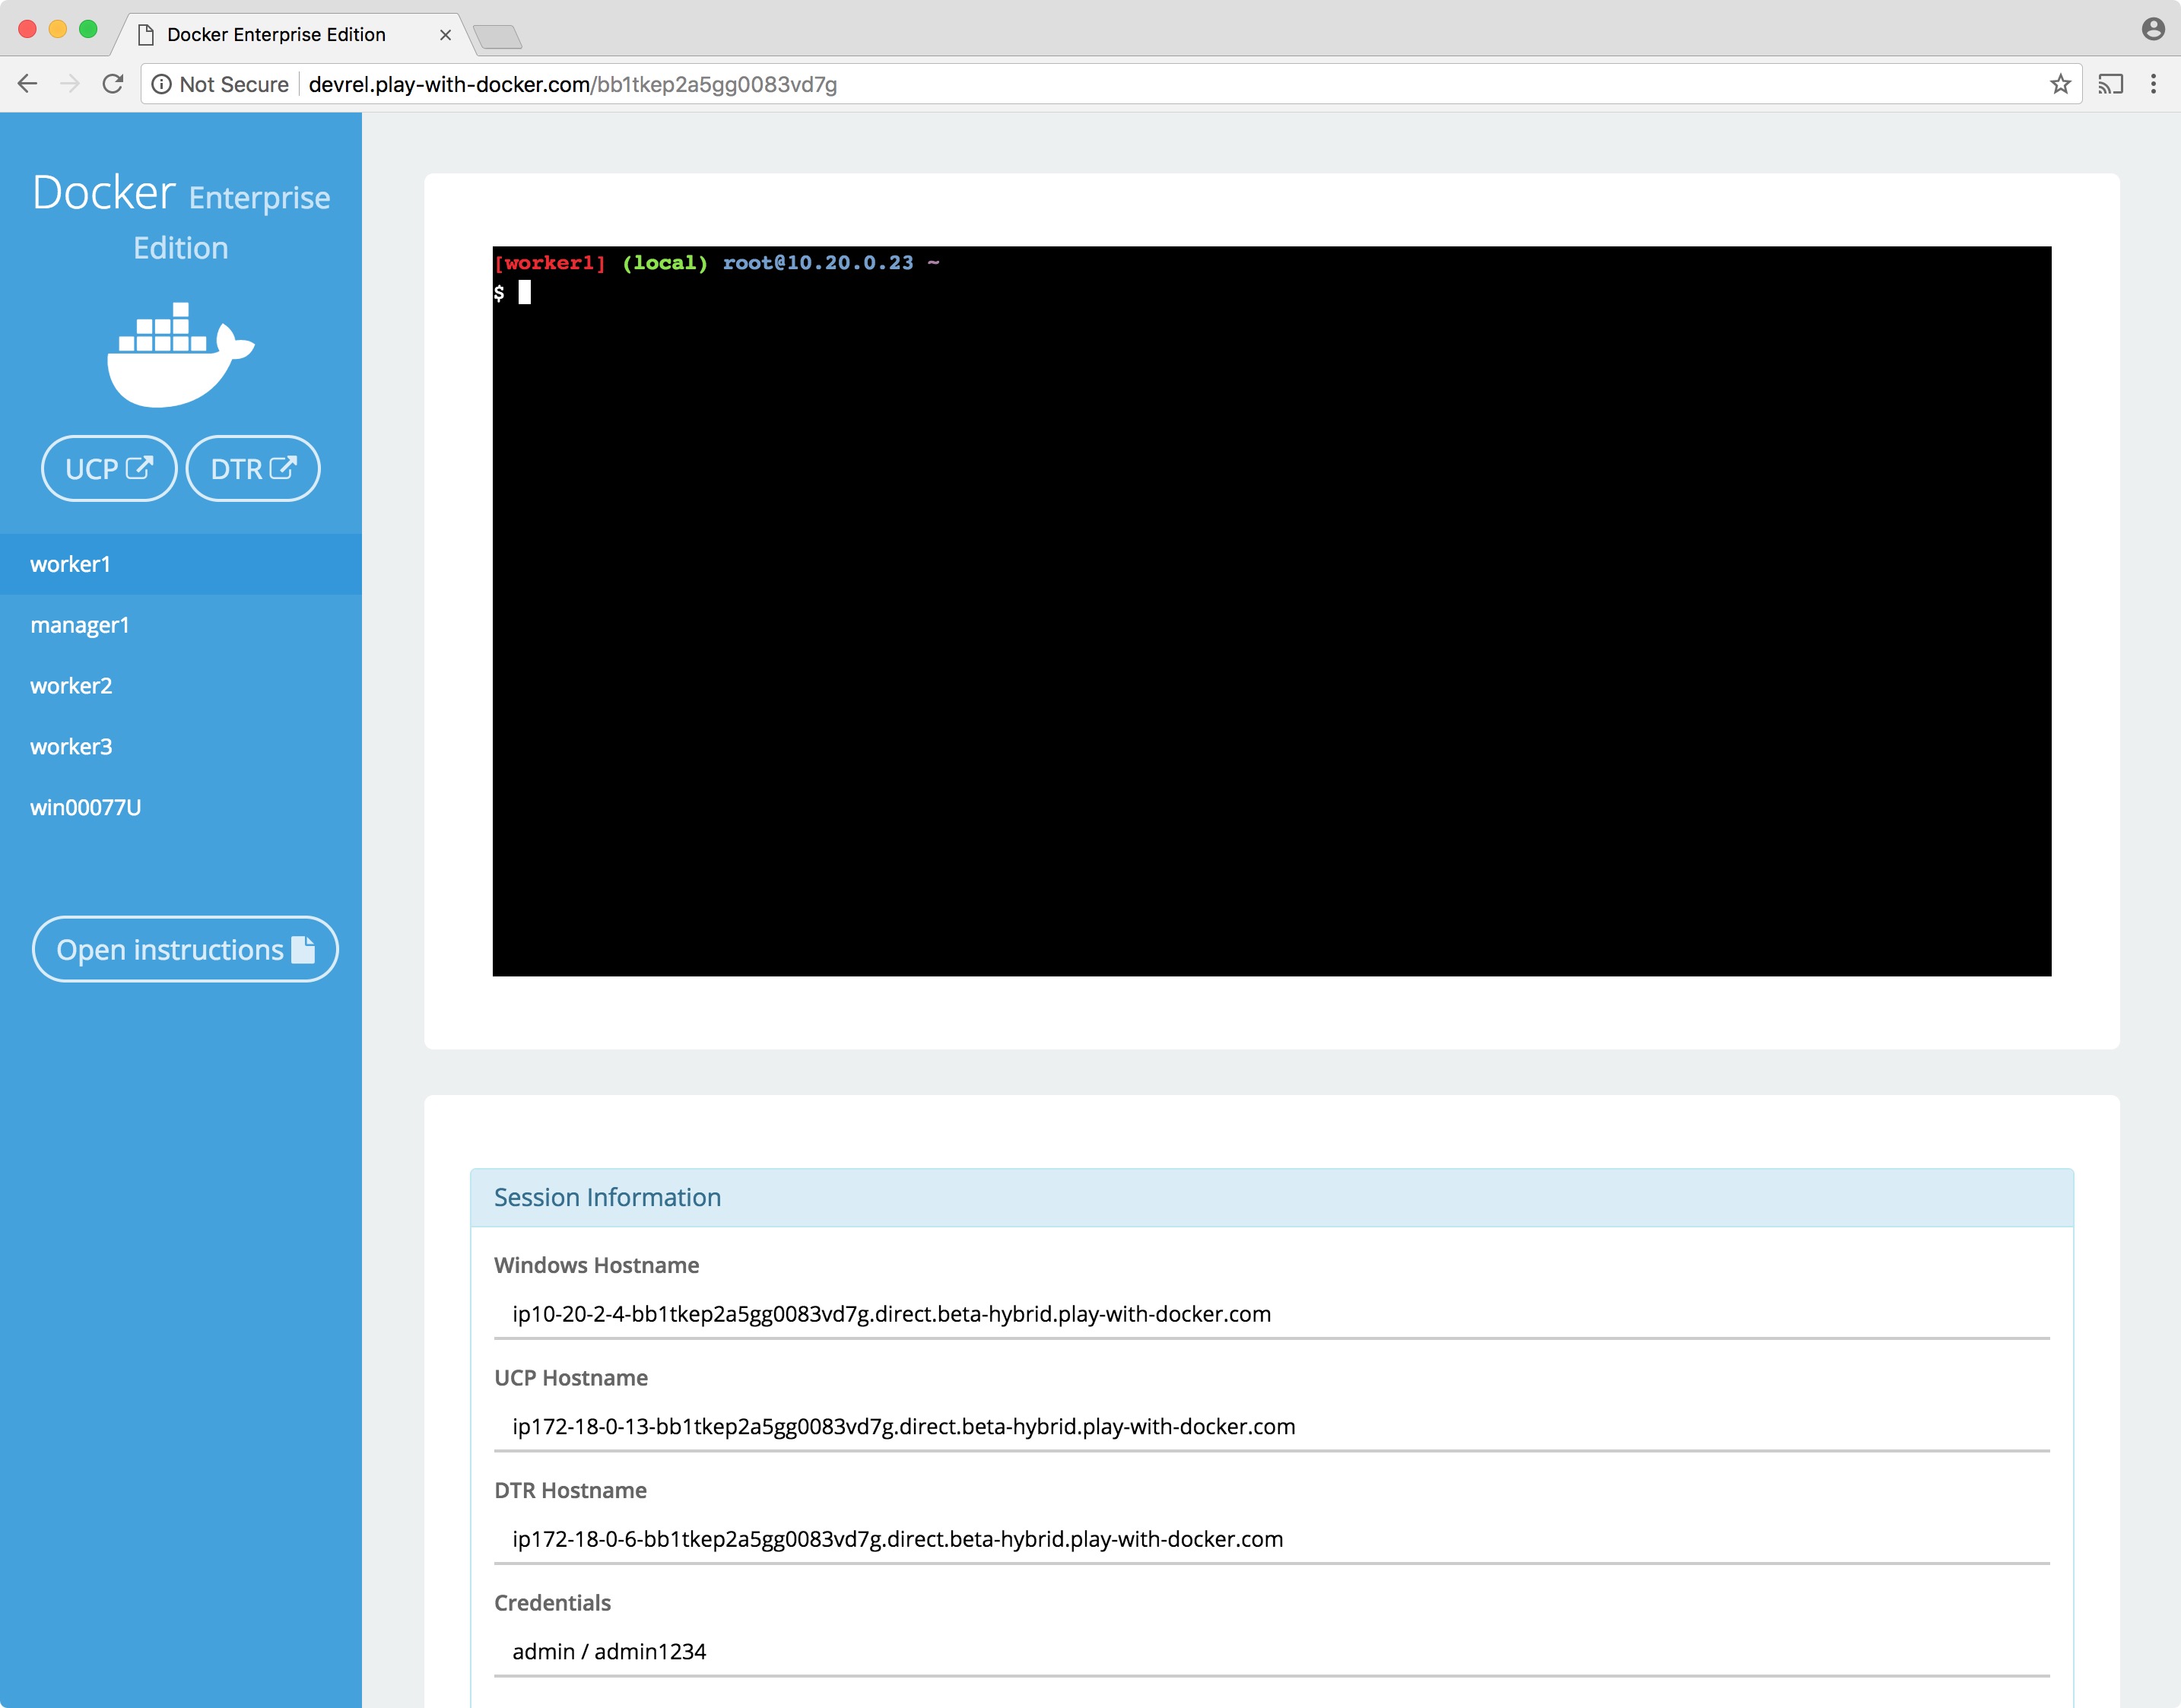 Docker Enterprise Edition
Not Secure devrel.play-with-docker.com/bb1tkep2a5gg0083vd7g
Docker Enterprise
Edition
UCP DTR
worker1
manager1
worker2
worker3
win00077U
Open instructions
[worker1] (local) root@10.20.0.23 ~
$
Session Information
Windows Hostname
ip10-20-2-4-bb1tkep2a5gg0083vd7g.direct.beta-hybrid.play-with-docker.com
UCP Hostname
ip172-18-0-13-bb1tkep2a5gg0083vd7g.direct.beta-hybrid.play-with-docker.com
DTR Hostname
ip172-18-0-6-bb1tkep2a5gg0083vd7g.direct.beta-hybrid.play-with-docker.com
Credentials
admin / admin1234